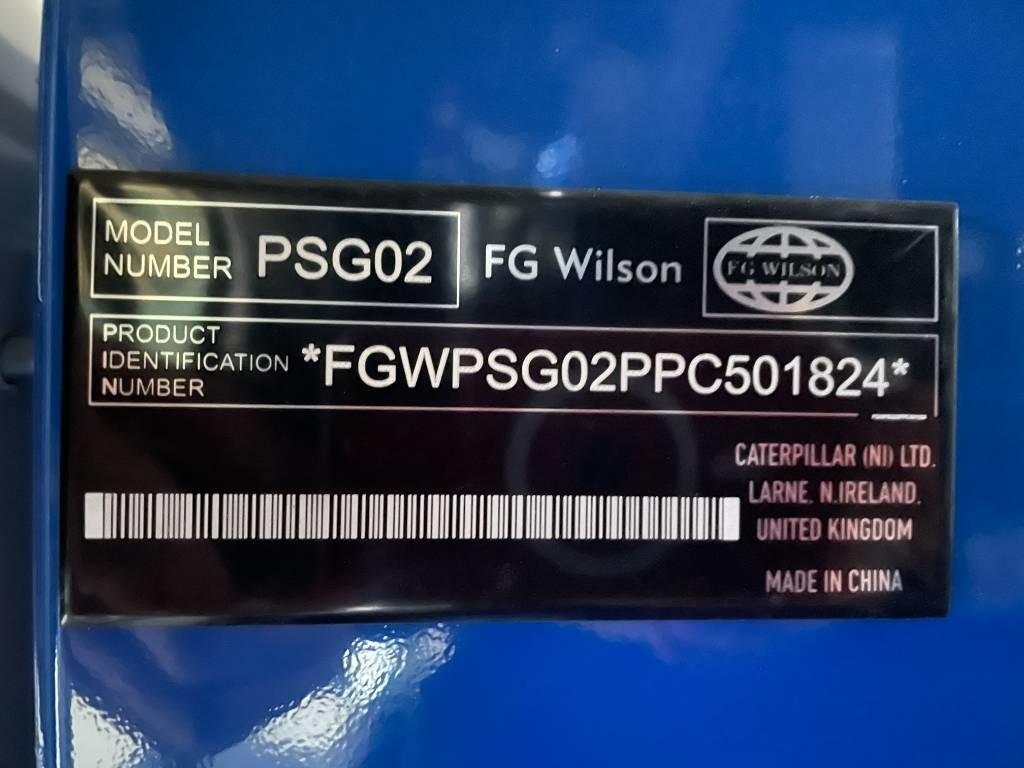 MODEL
NUMBER PSG02
FG Wilson
FG WILSON
PRODUCT
IDENTIFICATION
NUMBER
*FGWPSG02PPC501824*
CATERPILLAR (NI) LTD.
LARNE, N.IRELAND,
UNITED KINGDOM
MADE IN CHINA